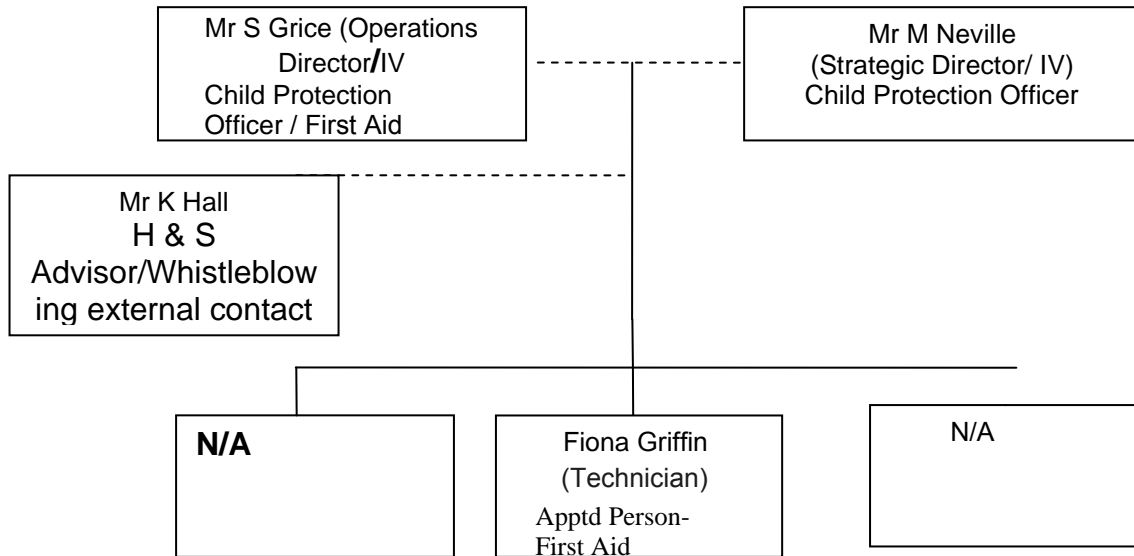 Mr S Grice (Operations
Director/IV
Child Protection
Officer / First Aid
Mr M Neville
(Strategic Director/ IV)
Child Protection Officer
Mr K Hall
H & S
Advisor/Whistleblow
ing external contact
N/A
Fiona Griffin
(Technician)
Apptd Person-
First Aid
N/A